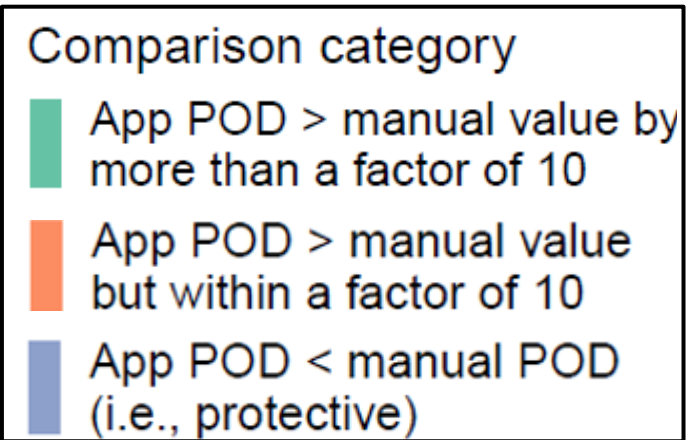 Comparison category
App POD > manual value by
more than a factor of 10
App POD > manual value
but within a factor of 10
App POD < manual POD
(i.e., protective)